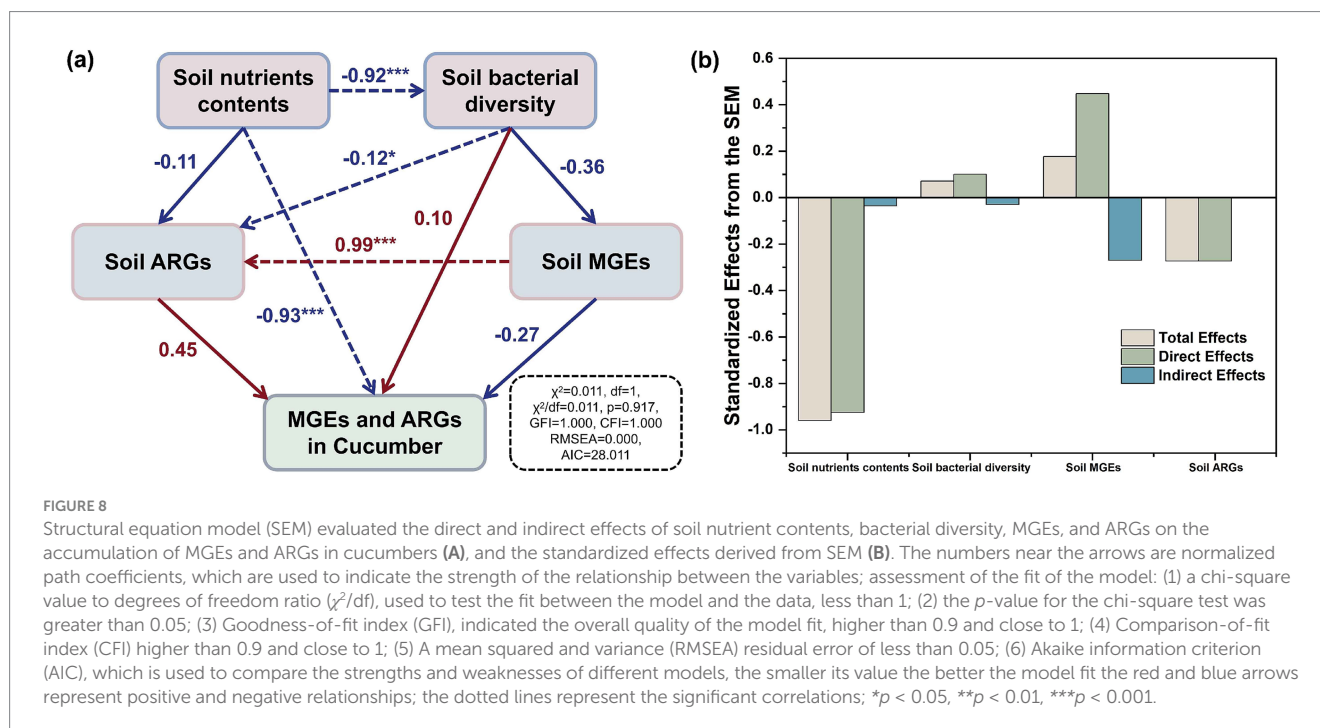 (a)
Soil nutrients
contents
-0.92***
Soil bacterial
diversity
-0.11
-0.12*
-0.36
0.10
Soil ARGs
0.99***
Soil MGEs
-0.93***
0.45
-0.27
MGEs and ARGs
in Cucumber
χ²=0.011, df=1,
χ²/df=0.011, p=0.917,
GFI=1.000, CFI=1.000
RMSEA=0.000,
AIC=28.011
(b)
Standardized Effects from the SEM
0.6
0.4
0.2
0.0
-0.2
-0.4
-0.6
-0.8
-1.0
Total Effects
Direct Effects
Indirect Effects
Soil nutrients contents Soil bacterial diversity Soil MGEs Soil ARGs
FIGURE 8
Structural equation model (SEM) evaluated the direct and indirect effects of soil nutrient contents, bacterial diversity, MGEs, and ARGs on the
accumulation of MGEs and ARGs in cucumbers (A), and the standardized effects derived from SEM (B). The numbers near the arrows are normalized
path coefficients, which are used to indicate the strength of the relationship between the variables; assessment of the fit of the model: (1) a chi-square
value to degrees of freedom ratio (χ²/df), used to test the fit between the model and the data, less than 1; (2) the p-value for the chi-square test was
greater than 0.05; (3) Goodness-of-fit index (GFI), indicated the overall quality of the model fit, higher than 0.9 and close to 1; (4) Comparison-of-fit
index (CFI) higher than 0.9 and close to 1; (5) A mean squared and variance (RMSEA) residual error of less than 0.05; (6) Akaike information criterion
(AIC), which is used to compare the strengths and weaknesses of different models, the smaller its value the better the model fit the red and blue arrows
represent positive and negative relationships; the dotted lines represent the significant correlations; *p < 0.05, **p < 0.01, ***p < 0.001.